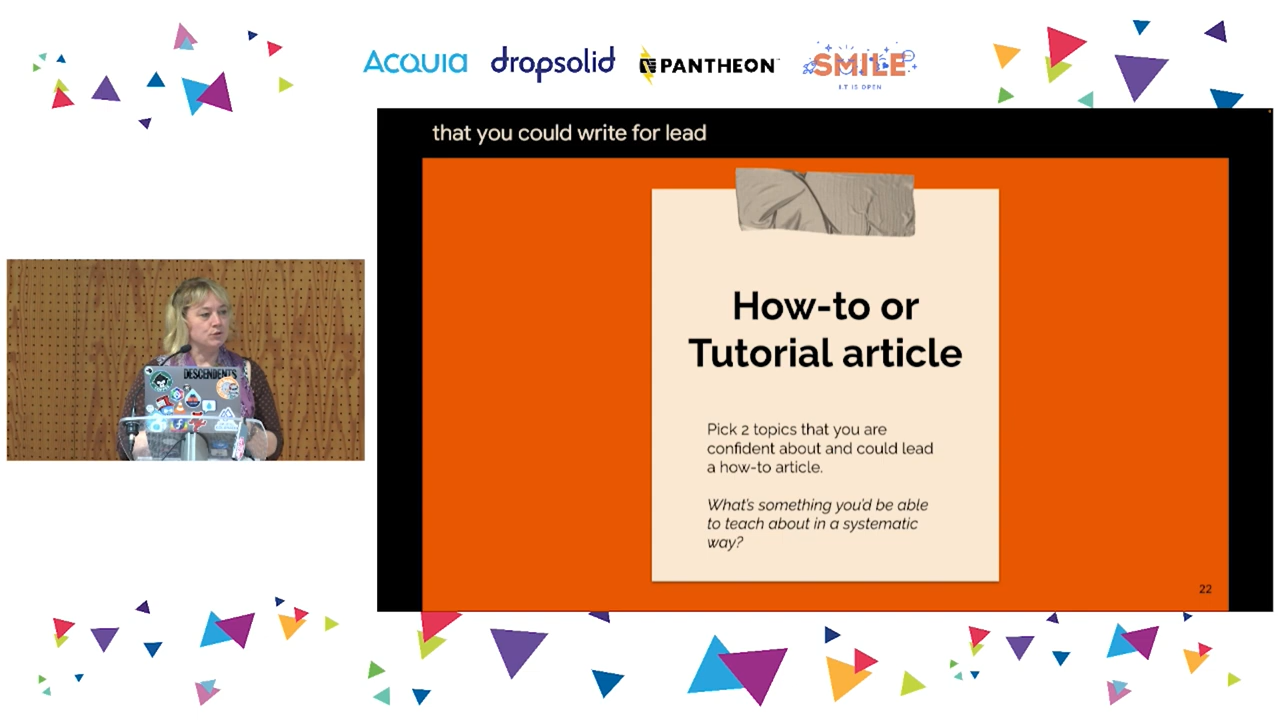 ACQUIA
dropsolid
PANTHEON
SMILE
I.T IS OPEN
that you could write for lead
How-to or
Tutorial article
Pick 2 topics that you are
confident about and could lead
a how-to article.
What's something you'd be able
to teach about in a systematic
way?
22
DESCENDENTS